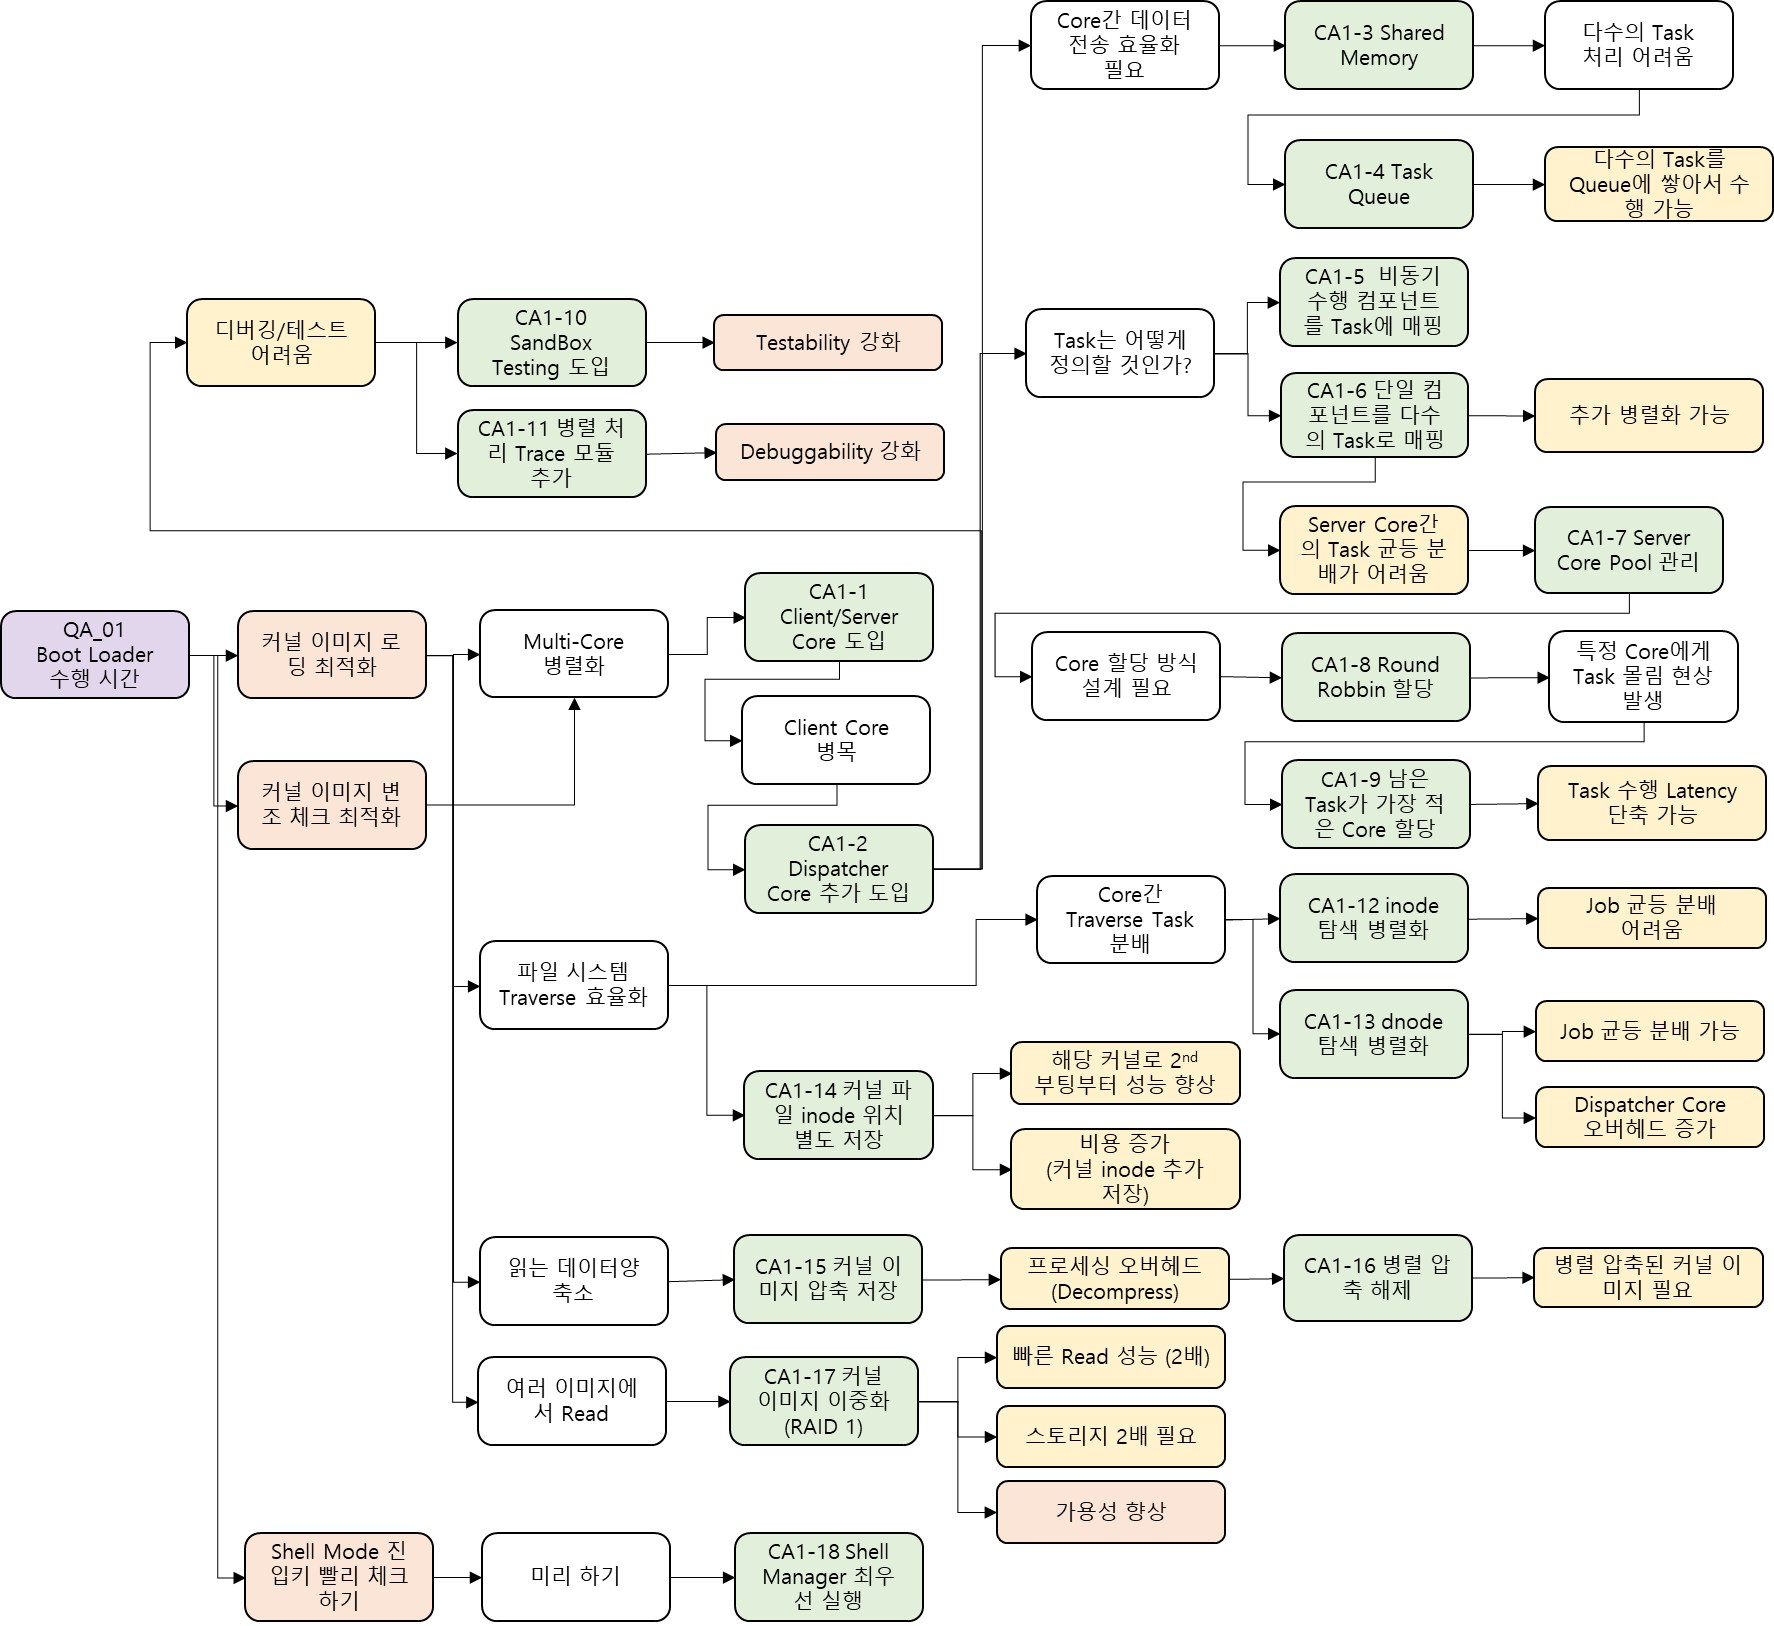 Core간 데이터
전송 효율화
필요
CA1-3 Shared
Memory
다수의 Task
처리 어려움
CA1-4 Task
Queue
다수의 Task를
Queue에 쌓아서 수
행 가능
디버깅/테스트
어려움
CA1-10
SandBox
Testing 도입
Testability 강화
CA1-11 병렬 처
리 Trace 모듈
추가
Debuggability 강화
Task는 어떻게
정의할 것인가?
CA1-5 비동기
수행 컴포넌트
를 Task에 매핑
CA1-6 단일 컴
포넌트를 다수
의 Task로 매핑
추가 병렬화 가능
Server Core간
의 Task 균등 분
배가 어려움
CA1-7 Server
Core Pool 관리
QA_01
Boot Loader
수행 시간
커널 이미지 로
딩 최적화
Multi-Core
병렬화
CA1-1
Client/Server
Core 도입
Core 할당 방식
설계 필요
CA1-8 Round
Robbin 할당
특정 Core에게
Task 몰림 현상
발생
Client Core
병목
커널 이미지 변
조 체크 최적화
CA1-9 남은
Task가 가장 적
은 Core 할당
Task 수행 Latency
단축 가능
CA1-2
Dispatcher
Core 추가 도입
파일 시스템
Traverse 효율화
Core간
Traverse Task
분배
CA1-12 inode
탐색 병렬화
Job 균등 분배
어려움
CA1-13 dnode
탐색 병렬화
Job 균등 분배 가능
Dispatcher Core
오버헤드 증가
CA1-14 커널 파
일 inode 위치
별도 저장
해당 커널로 2nd
부팅부터 성능 향상
비용 증가
(커널 inode 추가
저장)
읽는 데이터양
축소
CA1-15 커널 이
미지 압축 저장
프로세싱 오버헤드
(Decompress)
CA1-16 병렬 압
축 해제
병렬 압축된 커널 이
미지 필요
여러 이미지에
서 Read
CA1-17 커널
이미지 이중화
(RAID 1)
빠른 Read 성능 (2배)
스토리지 2배 필요
가용성 향상
Shell Mode 진
입키 빨리 체크
하기
미리 하기
CA1-18 Shell
Manager 최우
선 실행